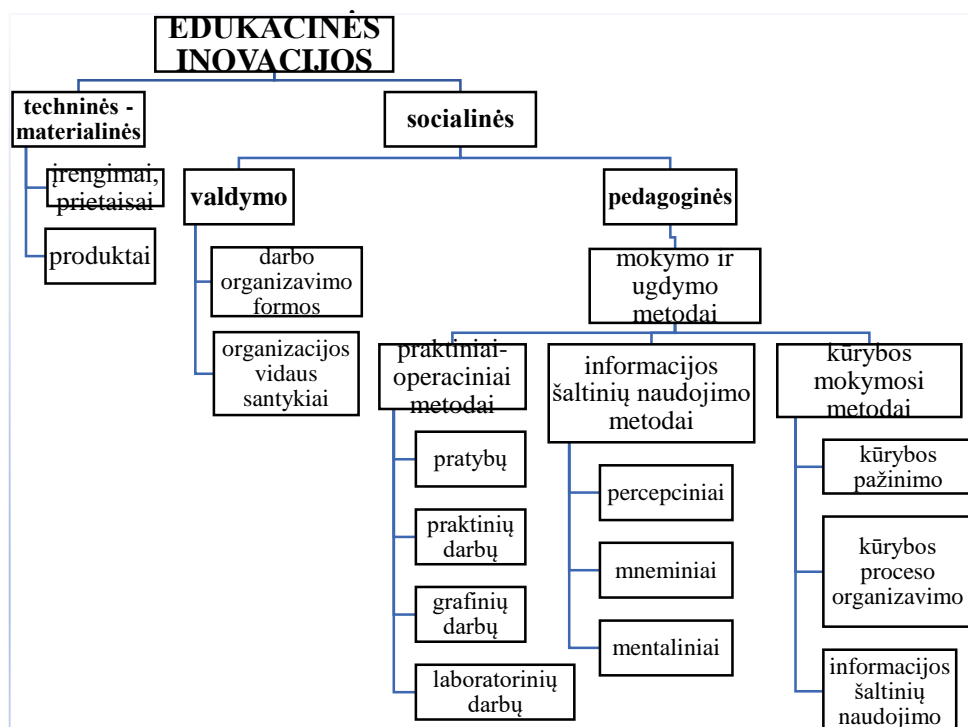 EDUKACINĖS
INOVACIJOS
techninės -
materialinės
socialinės
įrengimai,
prietaisai
produktai
valdymo
pedagoginės
darbo
organizavimo
formos
organizacijos
vidaus
santykiai
mokymo ir
ugdymo
metodai
praktiniai-
operaciniai
metodai
pratybų
praktinių
darbų
grafinių
darbų
laboratorinių
darbų
informacijos
šaltinių naudojimo
metodai
percepciniai
mneminiai
mentaliniai
kūrybos
mokymosi
metodai
kūrybos
pažinimo
kūrybos
proceso
organizavimo
informacijos
šaltinių
naudojimo